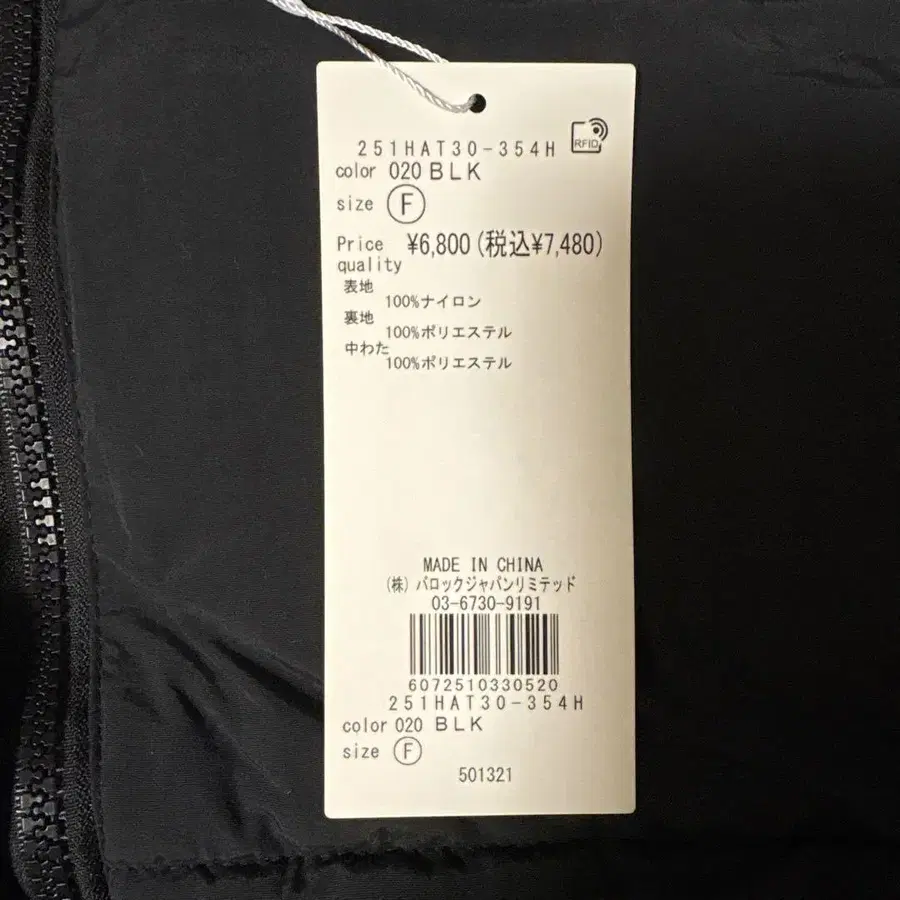 251HAT30-354H RFID
color 020 BLK
size F
Price ¥6,800(税込¥7,480)
quality
表地
100%ナイロン
裏地
100%ポリエステル
中わた
100%ポリエステル
MADE IN CHINA
(株)バロックジャパンリミテッド
03-6730-9191
6072510330520
251HAT30-354H
color 020 BLK
size F
501321